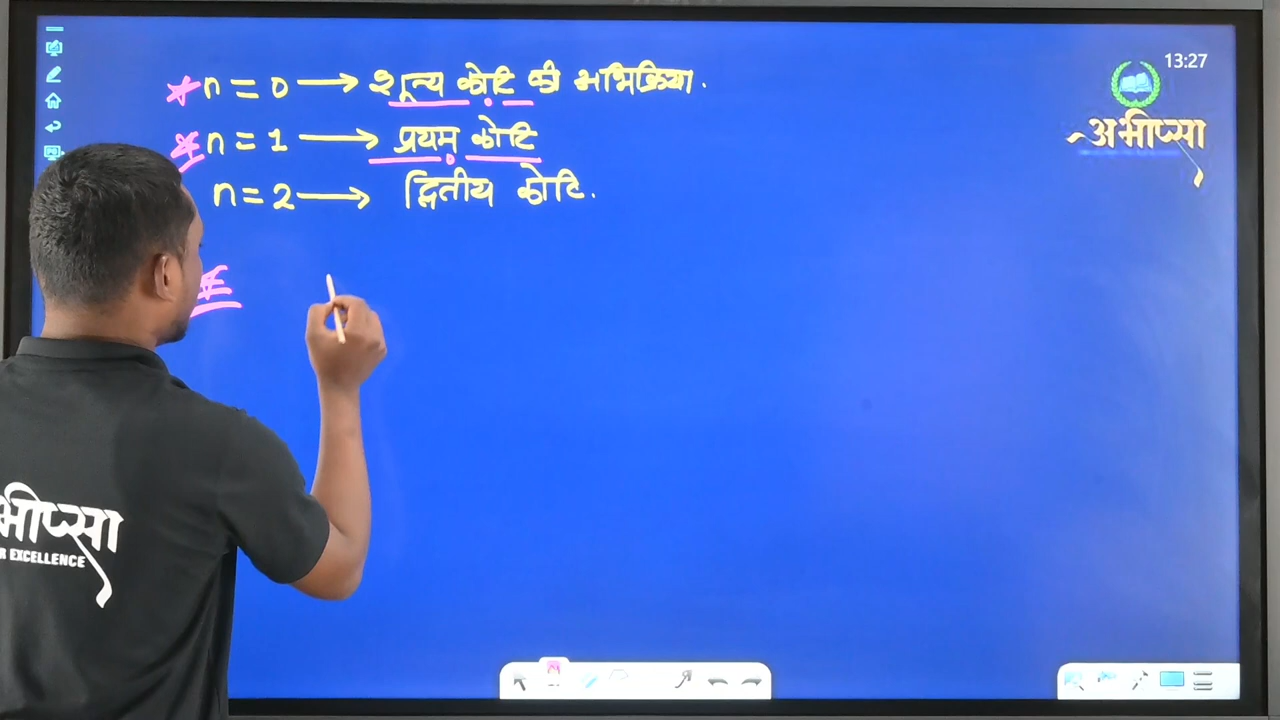 * n = 0 → शून्य कोटि की अभिक्रिया.
* n = 1 → प्रथम कोटि
n = 2 → द्वितीय कोटि.
*
13:27
अभीप्सा
भीप्सा
R EXCELLENCE